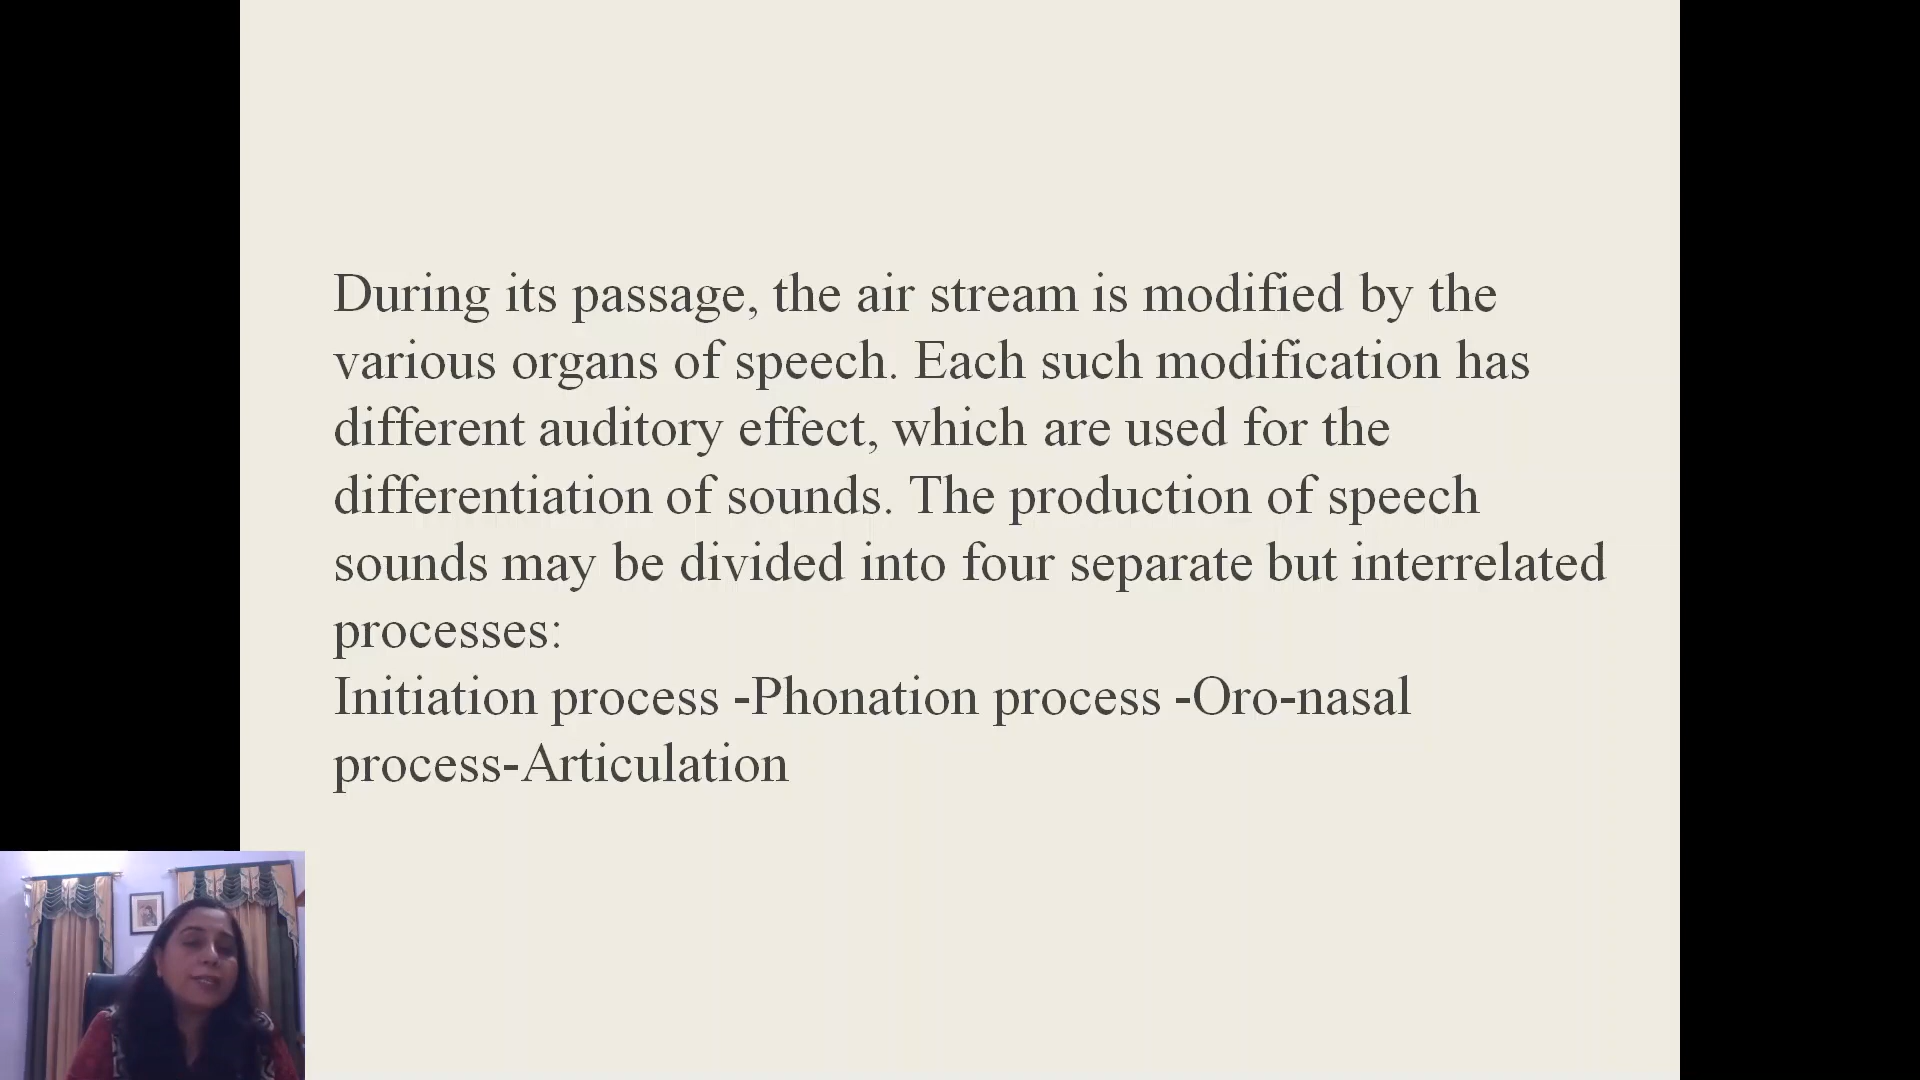 During its passage, the air stream is modified by the
various organs of speech. Each such modification has
different auditory effect, which are used for the
differentiation of sounds. The production of speech
sounds may be divided into four separate but interrelated
processes:
Initiation process -Phonation process -Oro-nasal
process-Articulation